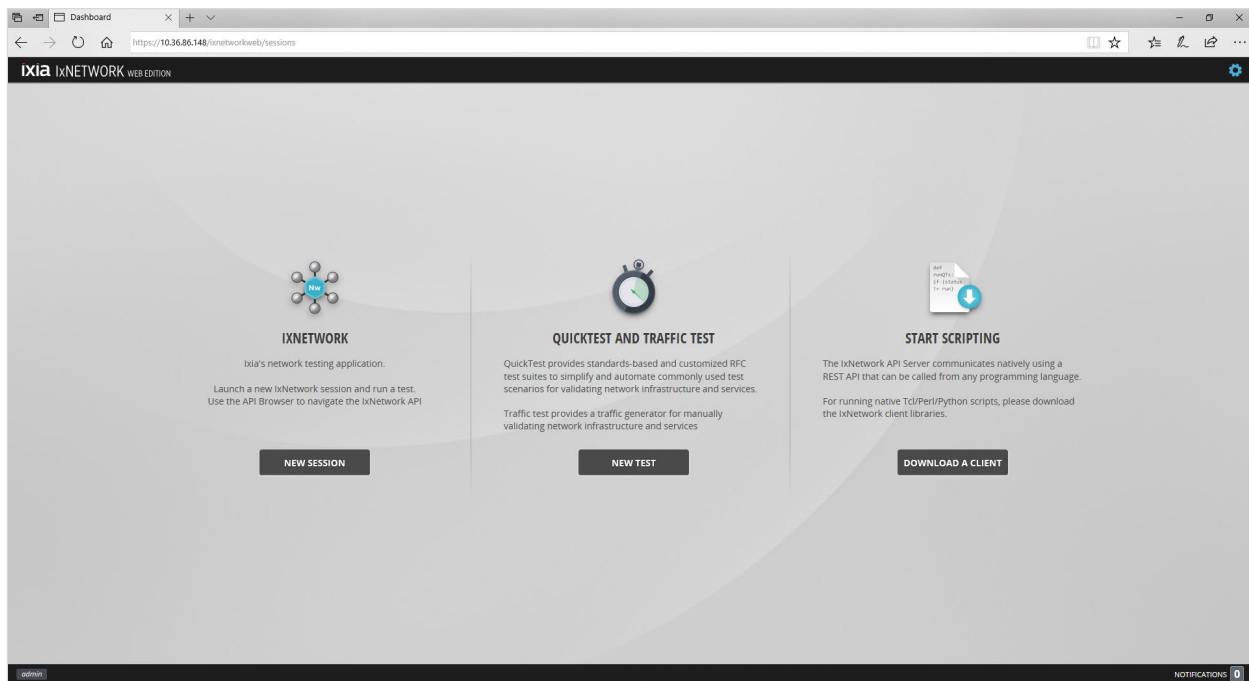 Dashboard
https://10.36.86.148/ixnetworkweb/sessions
ixia IxNETWORK WEB EDITION
Nw
IXNETWORK
Ixia's network testing application.
Launch a new IxNetwork session and run a test.
Use the API Browser to navigate the IxNetwork API
NEW SESSION
QUICKTEST AND TRAFFIC TEST
QuickTest provides standards-based and customized RFC
test suites to simplify and automate commonly used test
scenarios for validating network infrastructure and services.
Traffic test provides a traffic generator for manually
validating network infrastructure and services
NEW TEST
def
runQTs:
if (status
!= run)
START SCRIPTING
The IxNetwork API Server communicates natively using a
REST API that can be called from any programming language.
For running native Tcl/Perl/Python scripts, please download
the IxNetwork client libraries.
DOWNLOAD A CLIENT
admin
NOTIFICATIONS 0